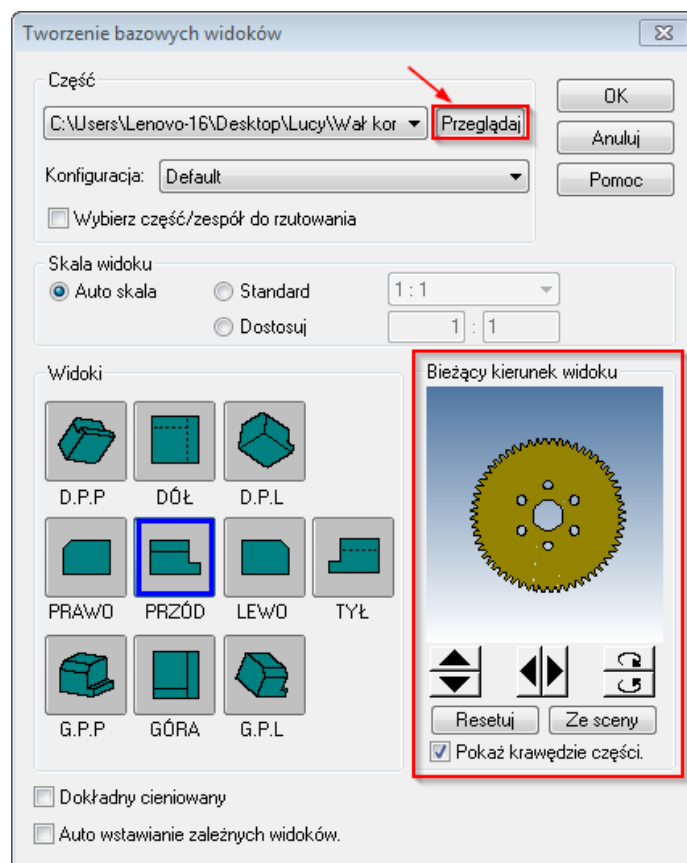 Tworzenie bazowych widoków
Część
C:\Users\Lenovo-16\Desktop\Lucy\Wał kor
Przeglądaj
OK
Anuluj
Pomoc
Konfiguracja: Default
Wybierz część/zespół do rzutowania
Skala widoku
Auto skala
Standard
1 : 1
Dostosuj
1 : 1
Widoki
D.P.P DÓŁ D.P.L
PRAWO PRZÓD LEWO TYŁ
G.P.P GÓRA G.P.L
Bieżący kierunek widoku
Resetuj Ze sceny
Pokaż krawędzie części.
Dokładny cieniowany
Auto wstawianie zależnych widoków.